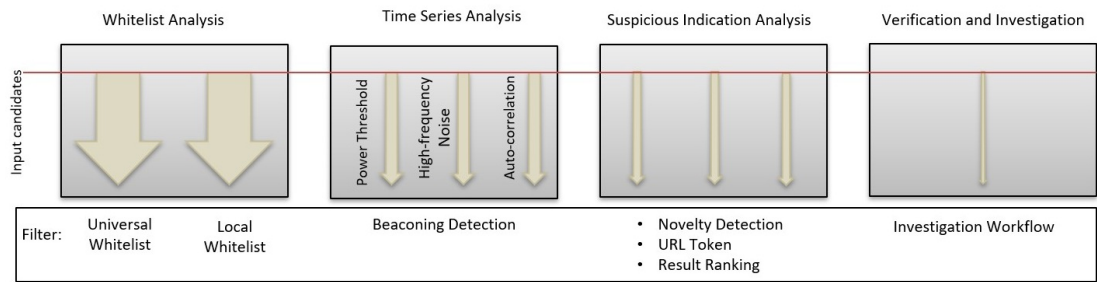 Whitelist Analysis
Time Series Analysis
Suspicious Indication Analysis
Verification and Investigation
Input candidates
Power Threshold
High-frequency
Noise
Auto-correlation
Filter:
Universal
Whitelist
Local
Whitelist
Beaconing Detection
• Novelty Detection
• URL Token
• Result Ranking
Investigation Workflow